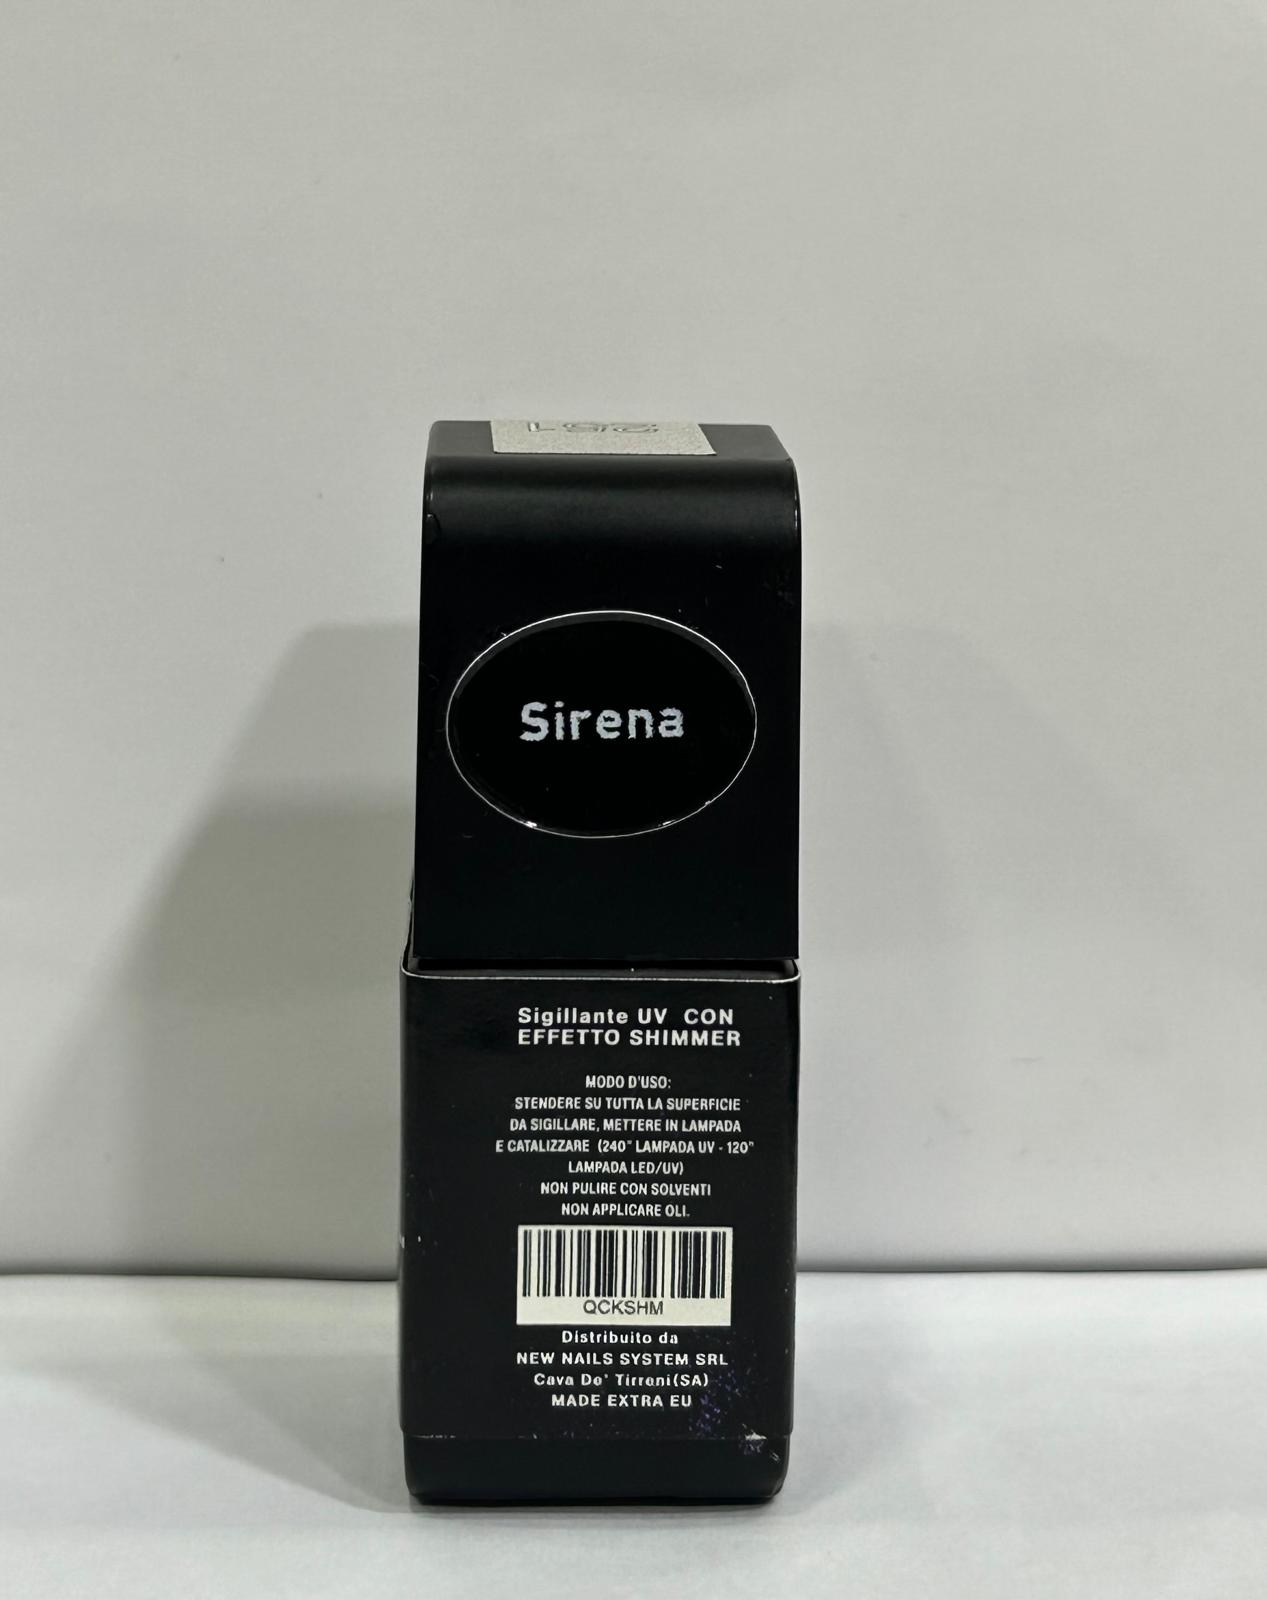 Sirena
Sigillante UV CON
EFFETTO SHIMMER
MODO D'USO:
STENDERE SU TUTTA LA SUPERFICIE
DA SIGILLARE, METTERE IN LAMPADA
E CATALIZZARE (240" LAMPADA UV - 120"
LAMPADA LED/UV)
NON PULIRE CON SOLVENTI
NON APPLICARE OLI.
QCKSHM
Distribuito da
NEW NAILS SYSTEM SRL
Cava De' Tirreni(SA)
MADE EXTRA EU